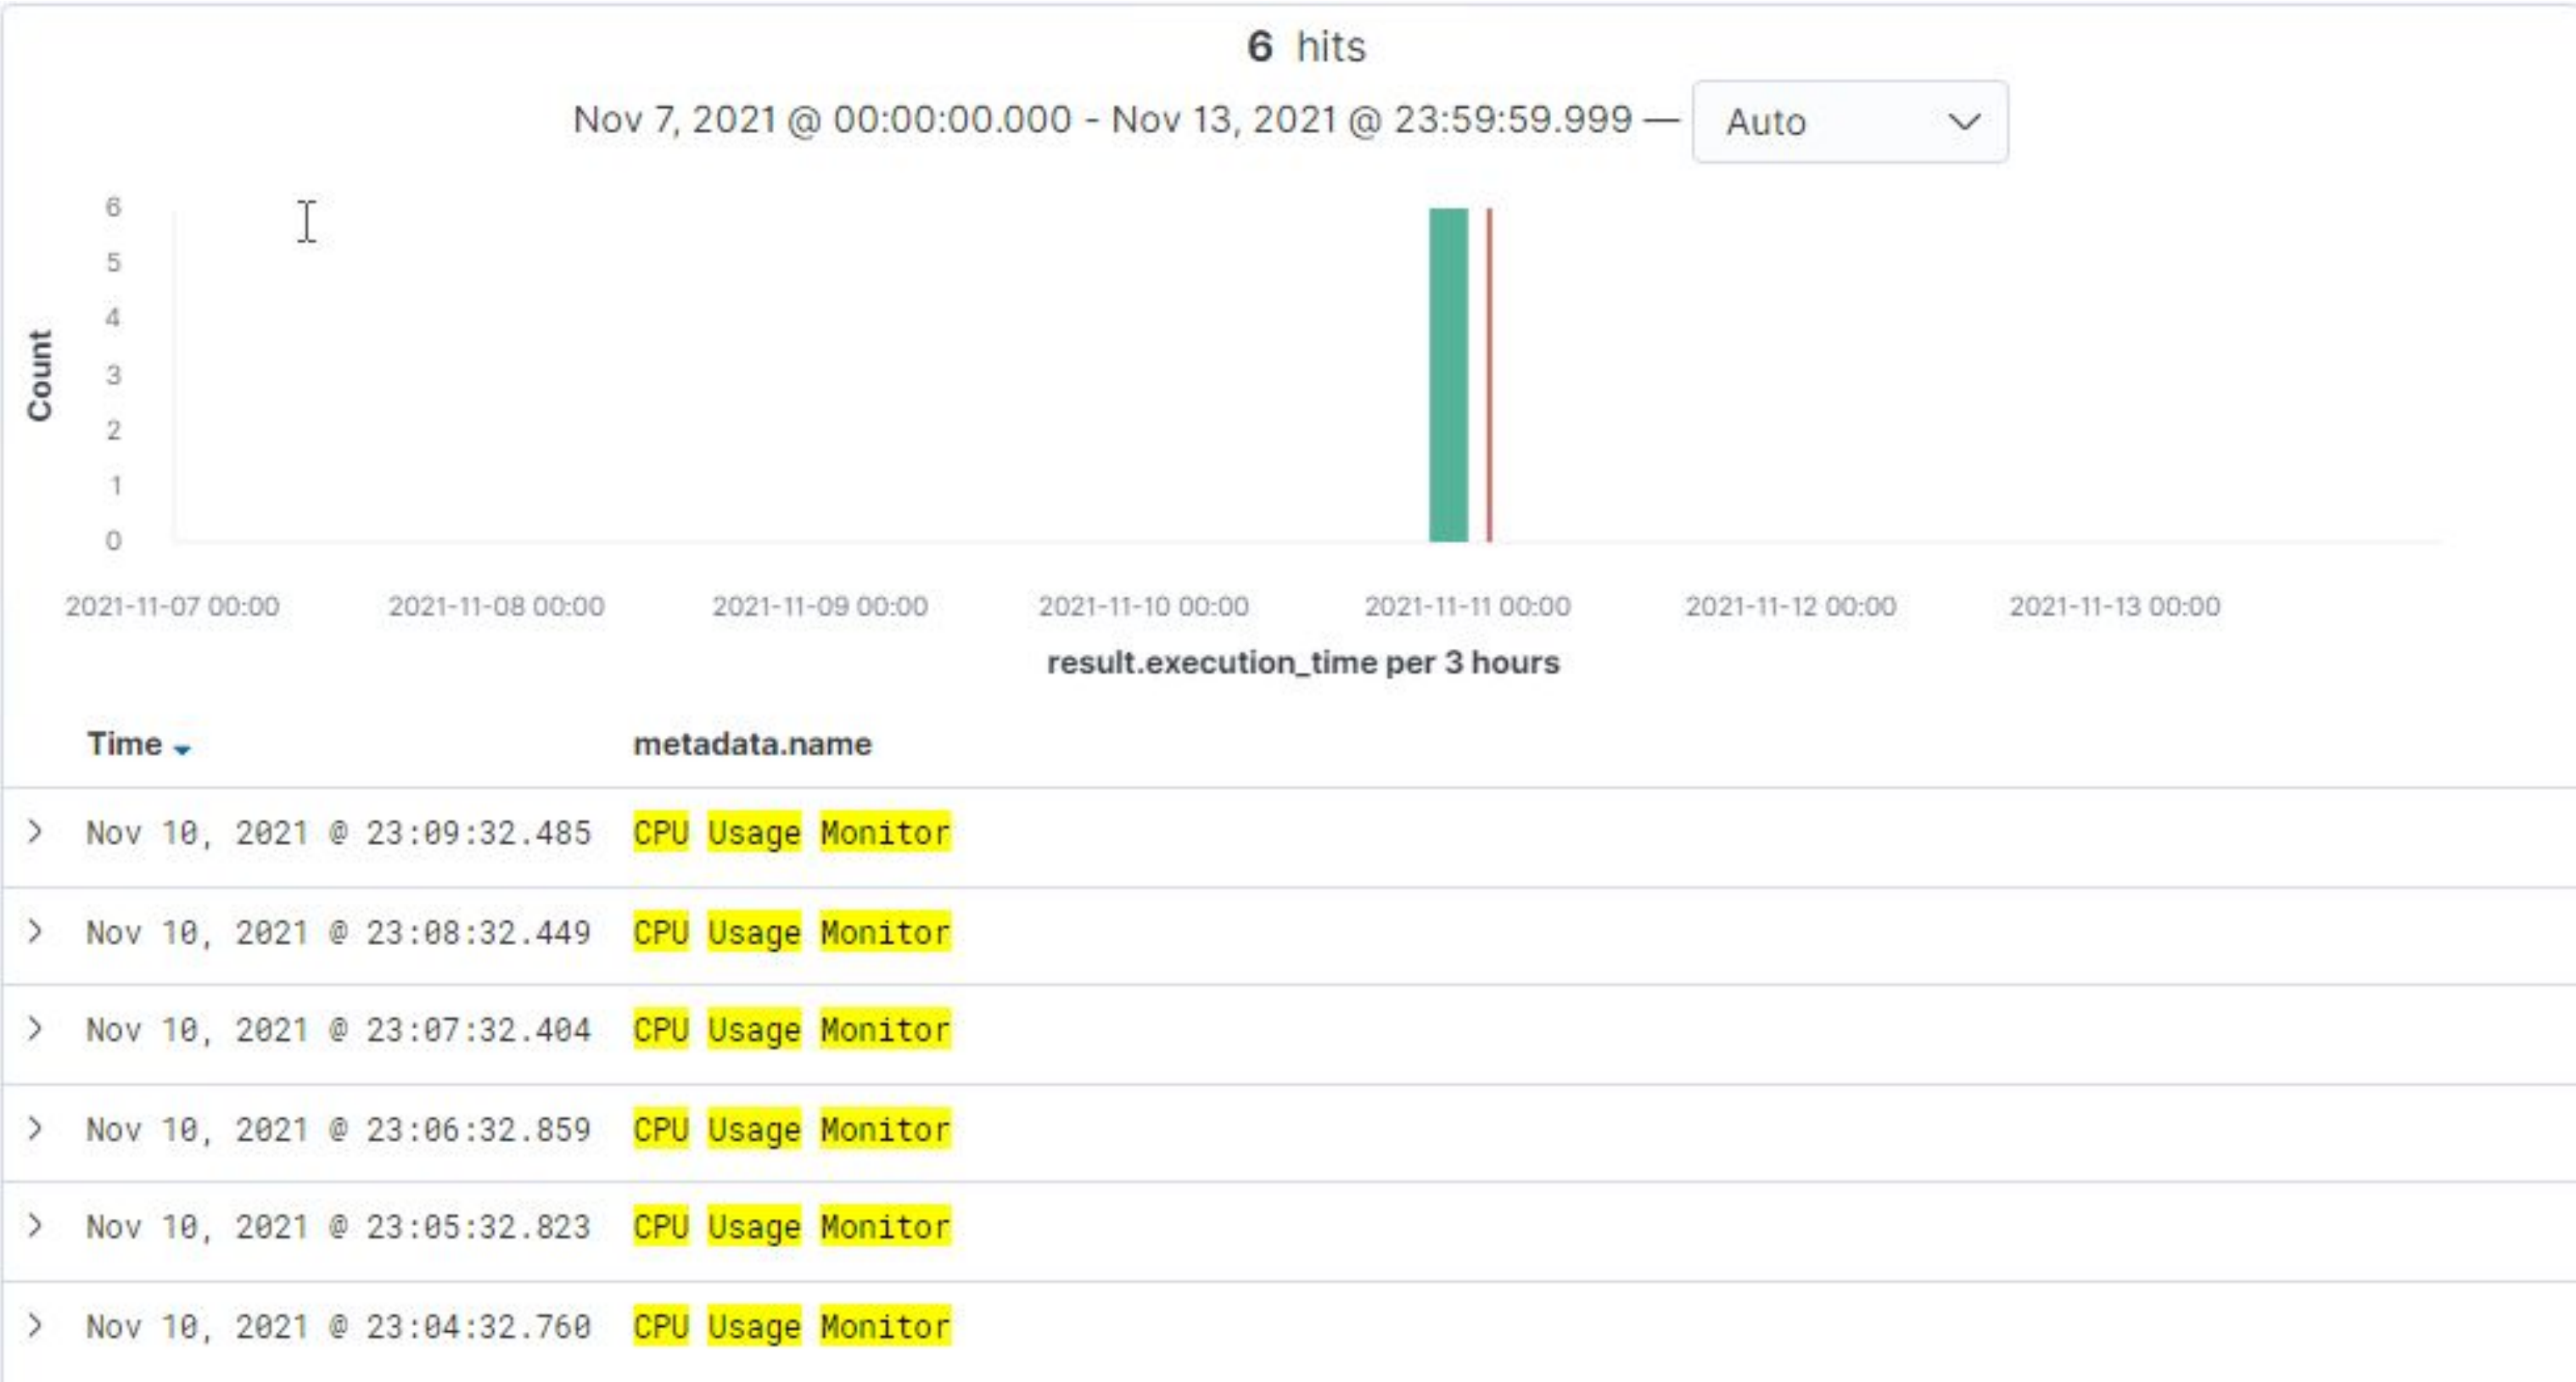 6 hits
Nov 7, 2021 @ 00:00:00.000 - Nov 13, 2021 @ 23:59:59.999 — Auto
6
5
4
3
2
1
0
Count
2021-11-07 00:00 2021-11-08 00:00 2021-11-09 00:00 2021-11-10 00:00 2021-11-11 00:00 2021-11-12 00:00 2021-11-13 00:00
result.execution_time per 3 hours
Time metadata.name
Nov 10, 2021 @ 23:09:32.485 CPU Usage Monitor
Nov 10, 2021 @ 23:08:32.449 CPU Usage Monitor
Nov 10, 2021 @ 23:07:32.404 CPU Usage Monitor
Nov 10, 2021 @ 23:06:32.859 CPU Usage Monitor
Nov 10, 2021 @ 23:05:32.823 CPU Usage Monitor
Nov 10, 2021 @ 23:04:32.760 CPU Usage Monitor